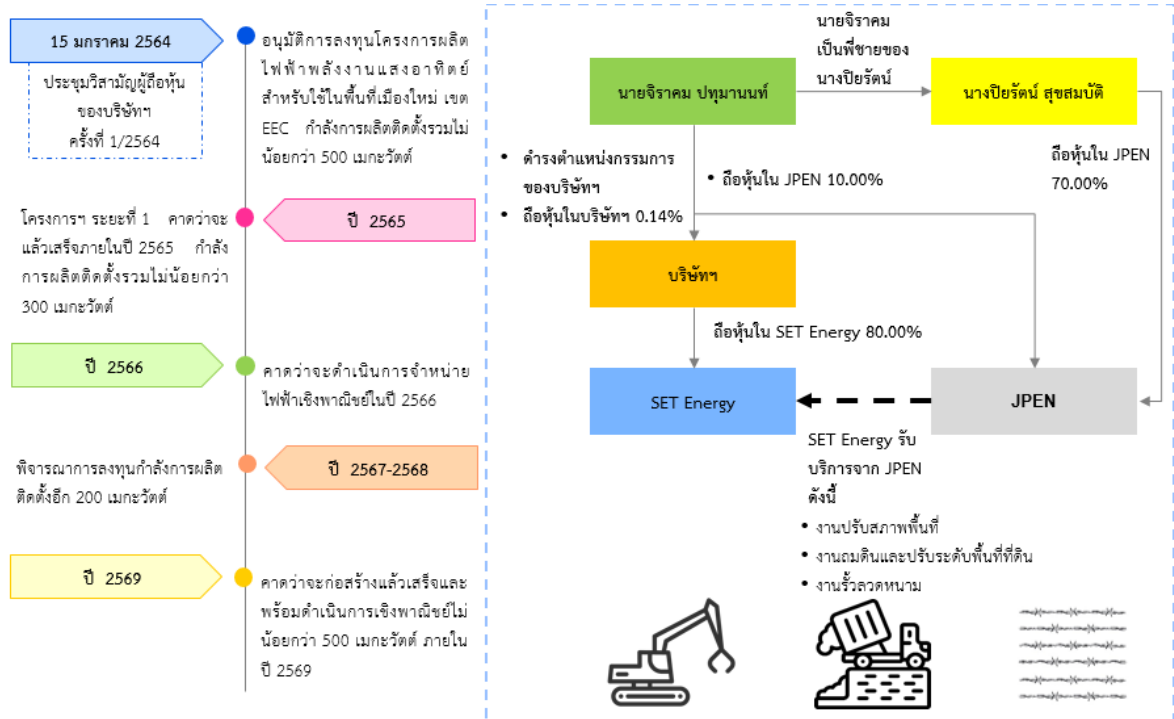 15 มกราคม 2564
ประชุมวิสามัญผู้ถือหุ้น
ของบริษัทฯ
ครั้งที่ 1/2564
อนุมัติการลงทุนโครงการผลิต
ไฟฟ้าพลังงานแสงอาทิตย์
สำหรับใช้ในพื้นที่เมืองใหม่ เขต
EEC กำลังการผลิตติดตั้งรวมไม่
น้อยกว่า 500 เมกะวัตต์
ปี 2565
โครงการฯ ระยะที่ 1 คาดว่าจะ
แล้วเสร็จภายในปี 2565 กำลัง
การผลิตติดตั้งรวมไม่น้อยกว่า
300 เมกะวัตต์
ปี 2566
คาดว่าจะดำเนินการจำหน่าย
ไฟฟ้าเชิงพาณิชย์ในปี 2566
ปี 2567-2568
พิจารณาการลงทุนกำลังการผลิต
ติดตั้งอีก 200 เมกะวัตต์
ปี 2569
คาดว่าจะก่อสร้างแล้วเสร็จและ
พร้อมดำเนินการเชิงพาณิชย์ไม่
น้อยกว่า 500 เมกะวัตต์ ภายใน
ปี 2569
นายจิราคม ปทุมานนท์
นายจิราคม
เป็นพี่ชายของ
นางปิยรัตน์
นางปิยรัตน์ สุขสมบัติ
• ดำรงตำแหน่งกรรมการ
ของบริษัทฯ
• ถือหุ้นในบริษัทฯ 0.14%
• ถือหุ้นใน JPEN 10.00%
ถือหุ้นใน JPEN
70.00%
บริษัทฯ
ถือหุ้นใน SET Energy 80.00%
SET Energy
JPEN
SET Energy รับ
บริการจาก JPEN
ดังนี้
• งานปรับสภาพพื้นที่
• งานถมดินและปรับระดับพื้นที่ที่ดิน
• งานรั้วลวดหนาม